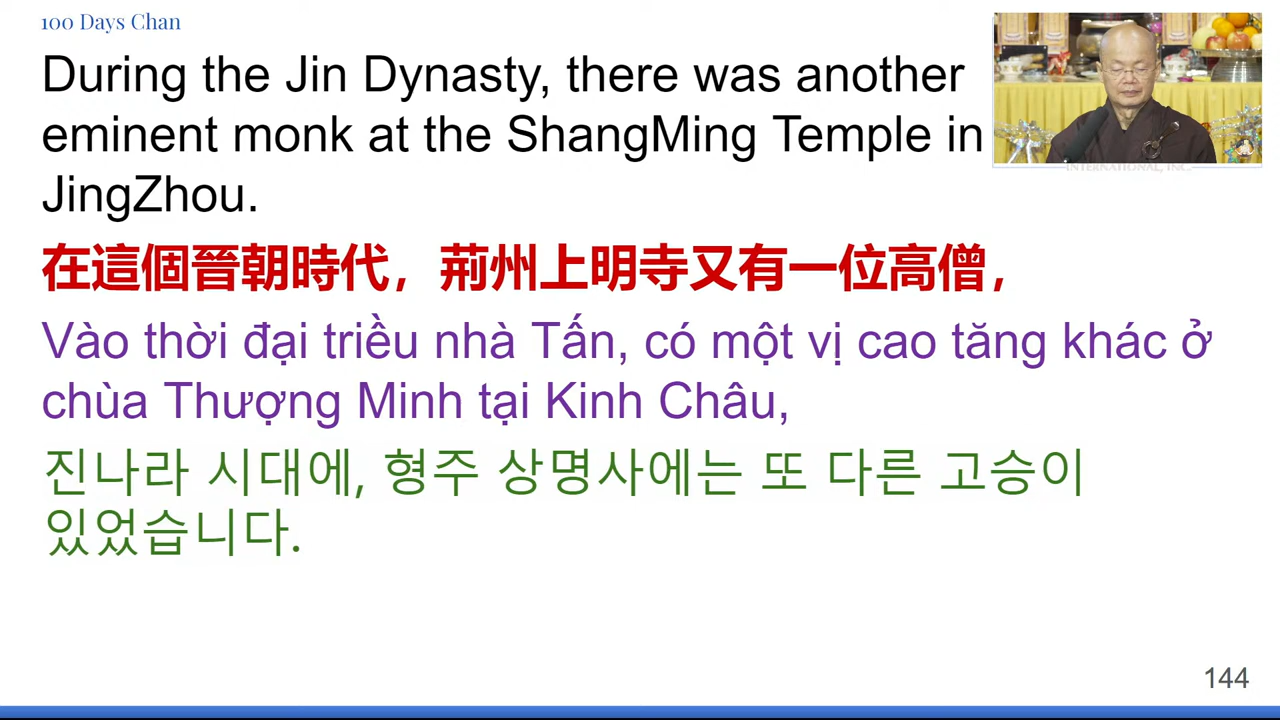 100 Days Chan
During the Jin Dynasty, there was another
eminent monk at the ShangMing Temple in
JingZhou.
在這個晉朝時代，荊州上明寺又有一位高僧，
Vào thời đại triều nhà Tấn, có một vị cao tăng khác ở
chùa Thượng Minh tại Kinh Châu,
진나라 시대에, 형주 상명사에는 또 다른 고승이
있었습니다.
INTERNATIONAL, INC.
144